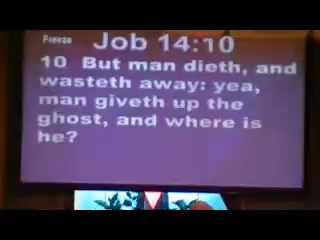 Freeze
Job 14:10
10 But man dieth, and
wasteth away: yea,
man giveth up the
ghost, and where is
he?